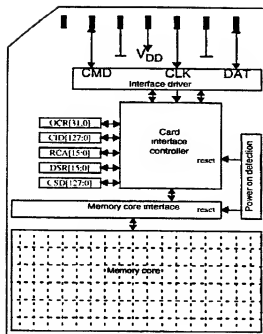 V DD
CMD CLK DAT
Interface driver
OCR[31:0]
CID[127:0]
RCA[15:0]
DSR[15:0]
CSD[127:0]
Card
interface
controller
reset
Power on detection
Memory core interface
reset
Memory core